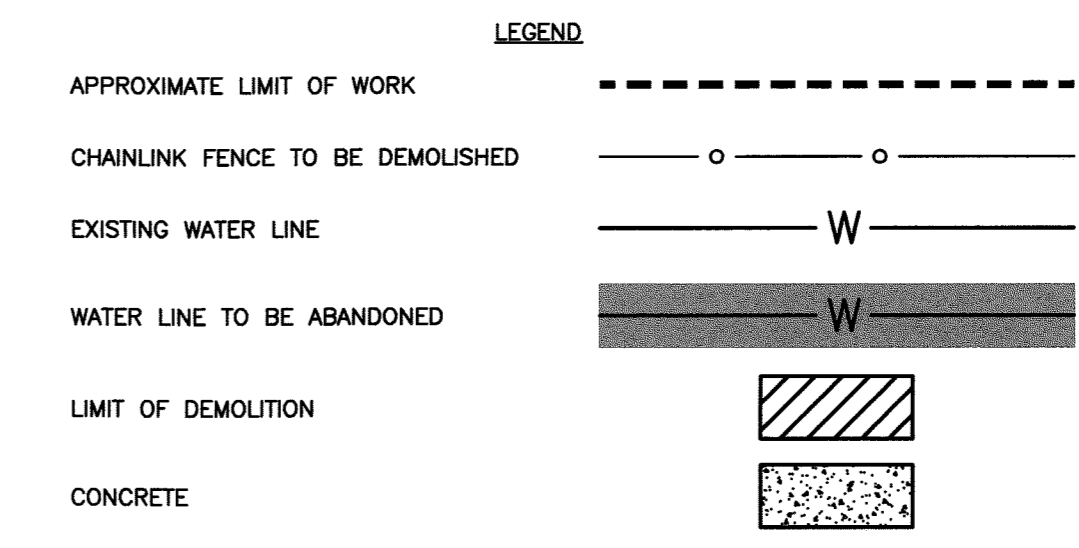 LEGEND
APPROXIMATE LIMIT OF WORK
CHAINLINK FENCE TO BE DEMOLISHED
EXISTING WATER LINE W
WATER LINE TO BE ABANDONED W
LIMIT OF DEMOLITION
CONCRETE